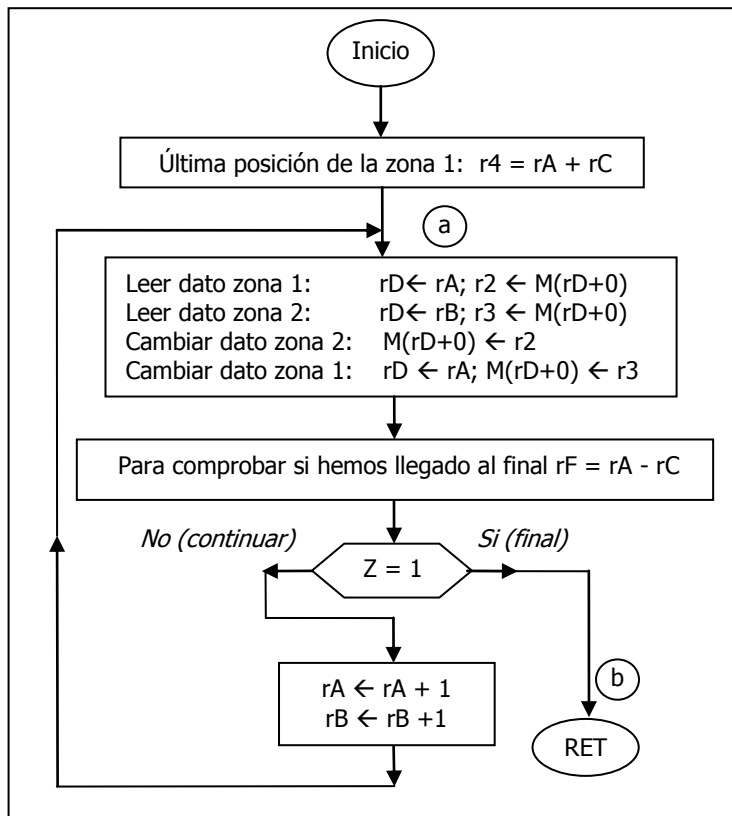 Inicio
Última posición de la zona 1: r4 = rA + rC
a
Leer dato zona 1: rD← rA; r2 ← M(rD+0)
Leer dato zona 2: rD← rB; r3 ← M(rD+0)
Cambiar dato zona 2: M(rD+0) ← r2
Cambiar dato zona 1: rD ← rA; M(rD+0) ← r3
Para comprobar si hemos llegado al final rF = rA - rC
No (continuar) Si (final)
Z = 1
rA ← rA + 1
rB ← rB +1
b
RET